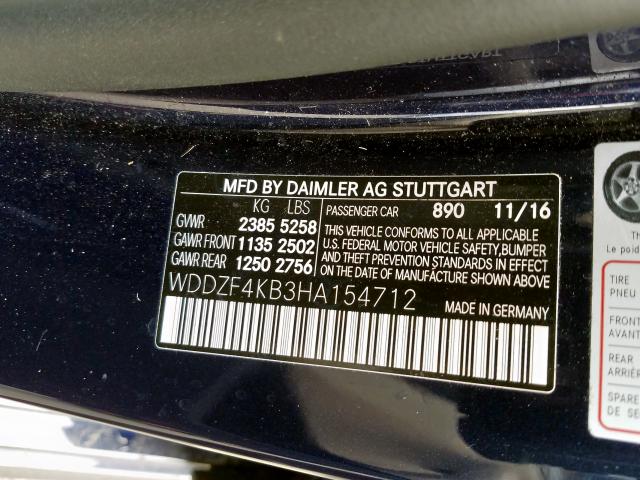 MFD BY DAIMLER AG STUTTGART
KG LBS
GVWR 2385 5258
GAWR FRONT 1135 2502
GAWR REAR 1250 2756
PASSENGER CAR 890 11/16
THIS VEHICLE CONFORMS TO ALL APPLICABLE
U.S. FEDERAL MOTOR VEHICLE SAFETY, BUMPER
AND THEFT PREVENTION STANDARDS IN EFFECT
ON THE DATE OF MANUFACTURE SHOWN ABOVE
WDDZF4KB3HA154712
MADE IN GERMANY
Le poid
TIRE
PNEU
FRONT
AVANT
REAR
ARRIÈR
SPARE
DE SE